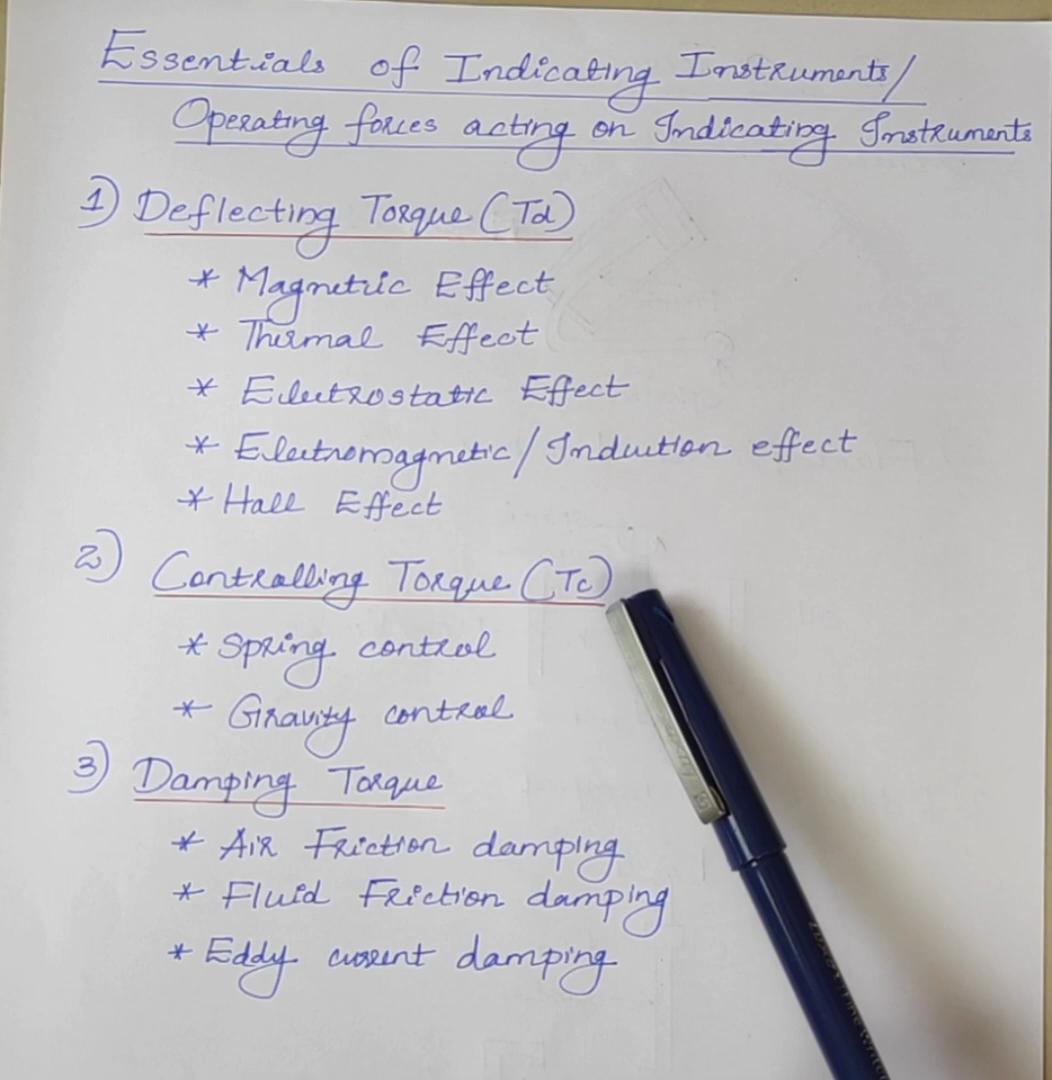 Essentials of Indicating Instruments/
Operating forces acting on Indicating Instruments
1) Deflecting Torque (Td)
* Magnetic Effect
* Thermal Effect
* Electrostatic Effect
* Electromagnetic/Induction effect
* Hall Effect
2) Controlling Torque (Tc)
* Spring control
* Gravity control
3) Damping Torque
* Air Friction damping
* Fluid Friction damping
* Eddy current damping